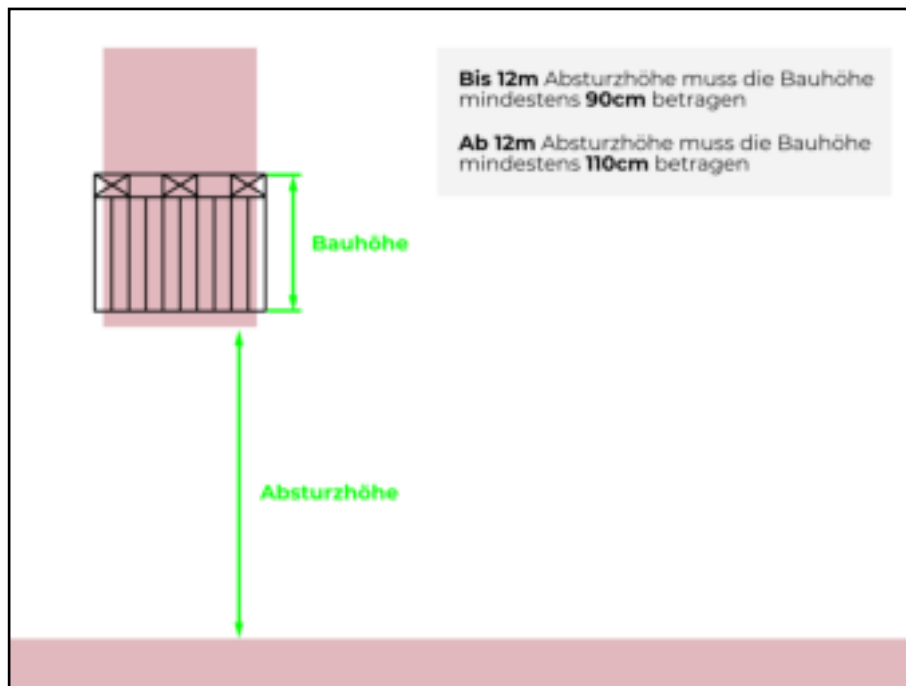 Bis 12m Absturzhöhe muss die Bauhöhe
mindestens 90cm betragen
Ab 12m Absturzhöhe muss die Bauhöhe
mindestens 110cm betragen
Bauhöhe
Absturzhöhe